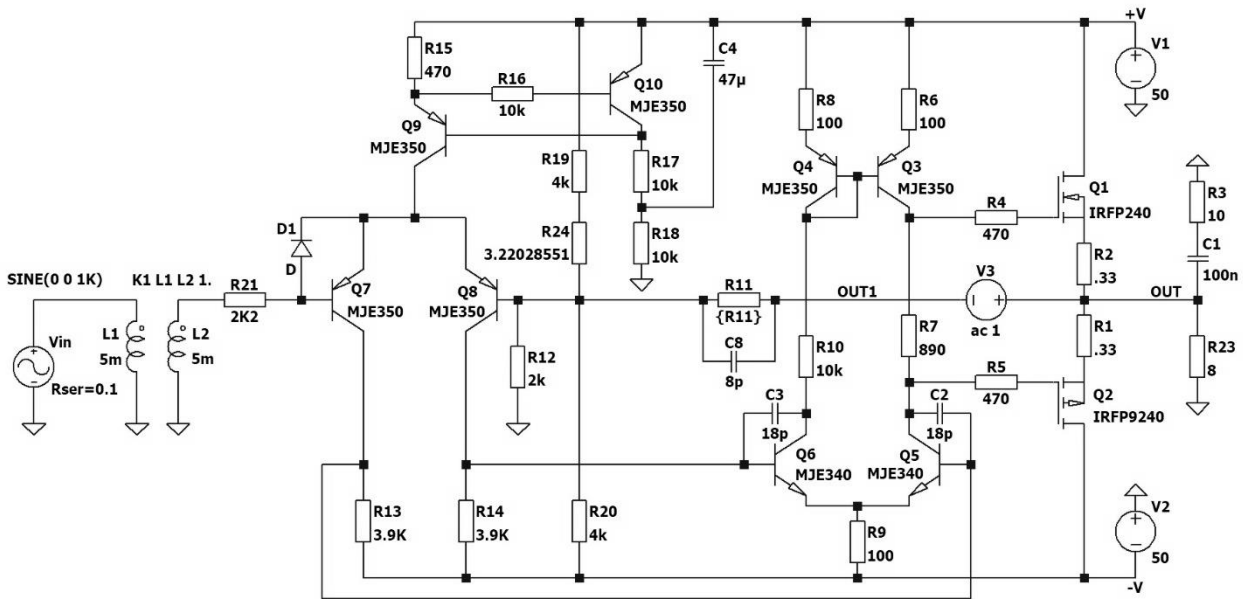 R15
470
R16
10k
Q10
MJE350
C4
47µ
+V
V1
50
Q9
MJE350
R19
4k
R17
10k
R8
100
R6
100
Q4
MJE350
Q3
MJE350
Q1
IRFP240
R3
10
R4
470
D1
D
R24
3.22028551
R18
10k
R2
.33
C1
100n
SINE(0 0 1K)
K1 L1 L2 1.
R21
2K2
Q7
MJE350
Q8
MJE350
R11
{R11}
OUT1
V3
ac 1
OUT
Vin
Rser=0.1
L1
5m
L2
5m
R12
2k
C8
8p
R10
10k
R7
890
R1
.33
R23
8
R5
470
Q2
IRFP9240
C3
18p
C2
18p
Q6
MJE340
Q5
MJE340
R13
3.9K
R14
3.9K
R20
4k
R9
100
V2
50
-V